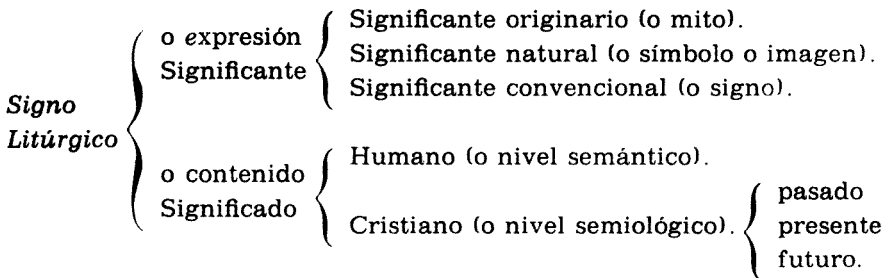 Signo
Litúrgico
o expresión
Significante
Significante originario (o mito).
Significante natural (o símbolo o imagen).
Significante convencional (o signo).
o contenido
Significado
Humano (o nivel semántico).
Cristiano (o nivel semiológico).
pasado
presente
futuro.